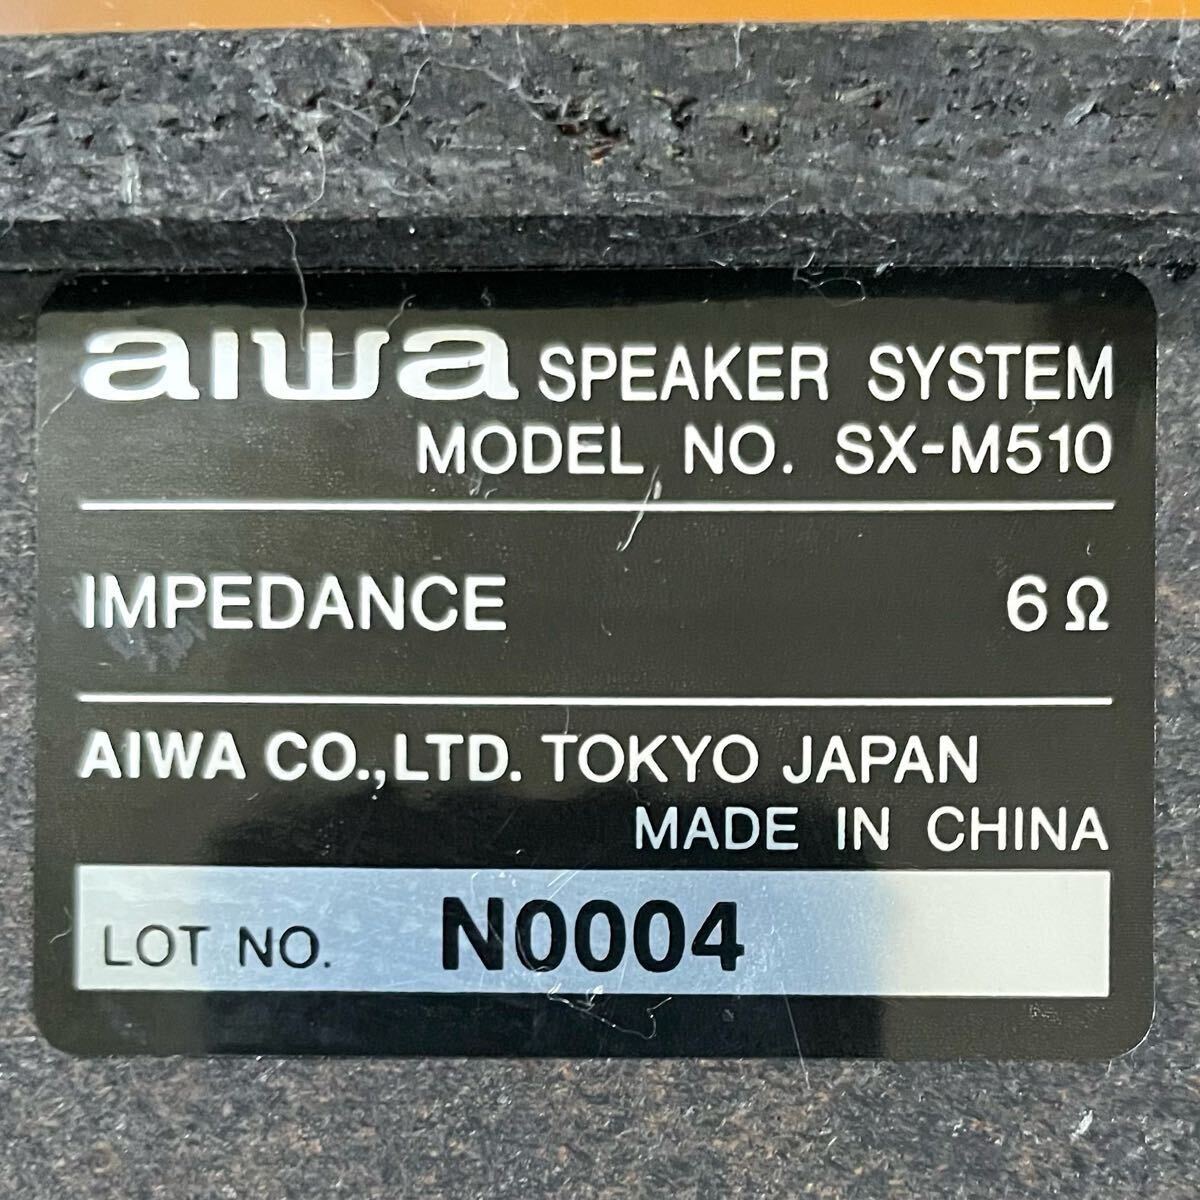 aiwa SPEAKER SYSTEM
MODEL NO. SX-M510
IMPEDANCE 6Ω
AIWA CO.,LTD. TOKYO JAPAN
MADE IN CHINA
LOT NO. N0004